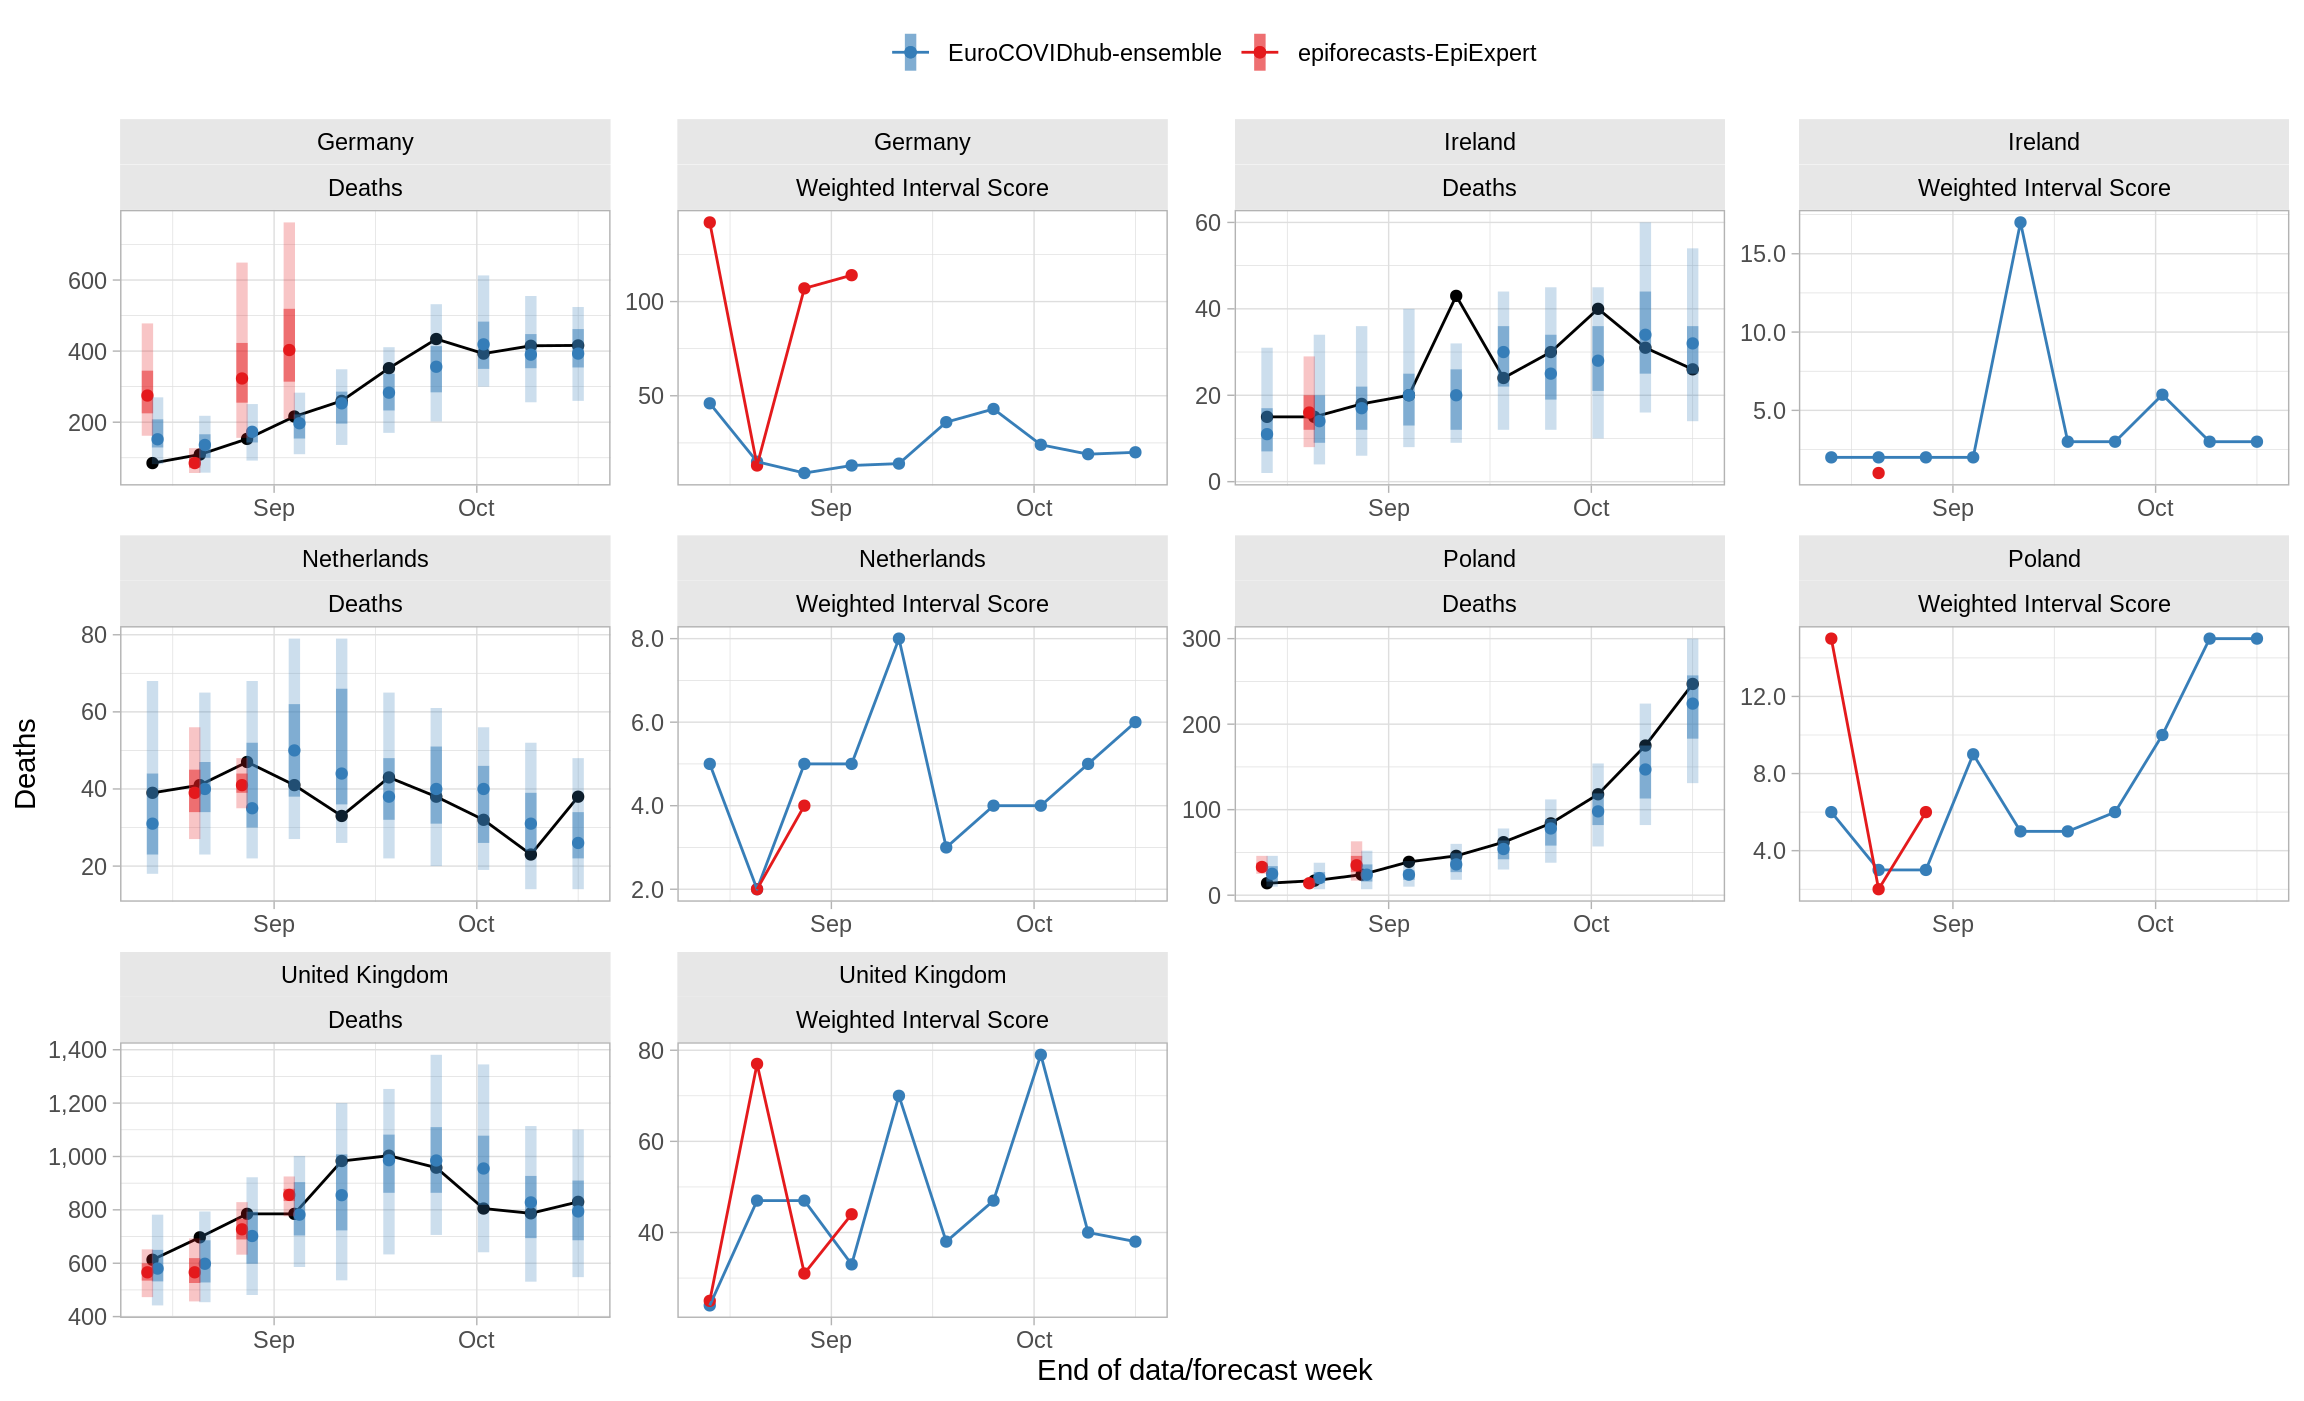 EuroCOVIDhub-ensemble epiforecasts-EpiExpert
Germany Germany Ireland Ireland
Deaths Weighted Interval Score Deaths Weighted Interval Score
600 400 200
100 50
60 40 20 0
15.0 10.0 5.0
Sep Oct Sep Oct Sep Oct Sep Oct
Netherlands Netherlands Poland Poland
Deaths Weighted Interval Score Deaths Weighted Interval Score
80 60 40 20
8.0 6.0 4.0 2.0
300 200 100 0
12.0 8.0 4.0
Sep Oct Sep Oct Sep Oct Sep Oct
Deaths
United Kingdom United Kingdom
Deaths Weighted Interval Score
1,400 1,200 1,000 800 600 400
80 60 40
Sep Oct Sep Oct
End of data/forecast week